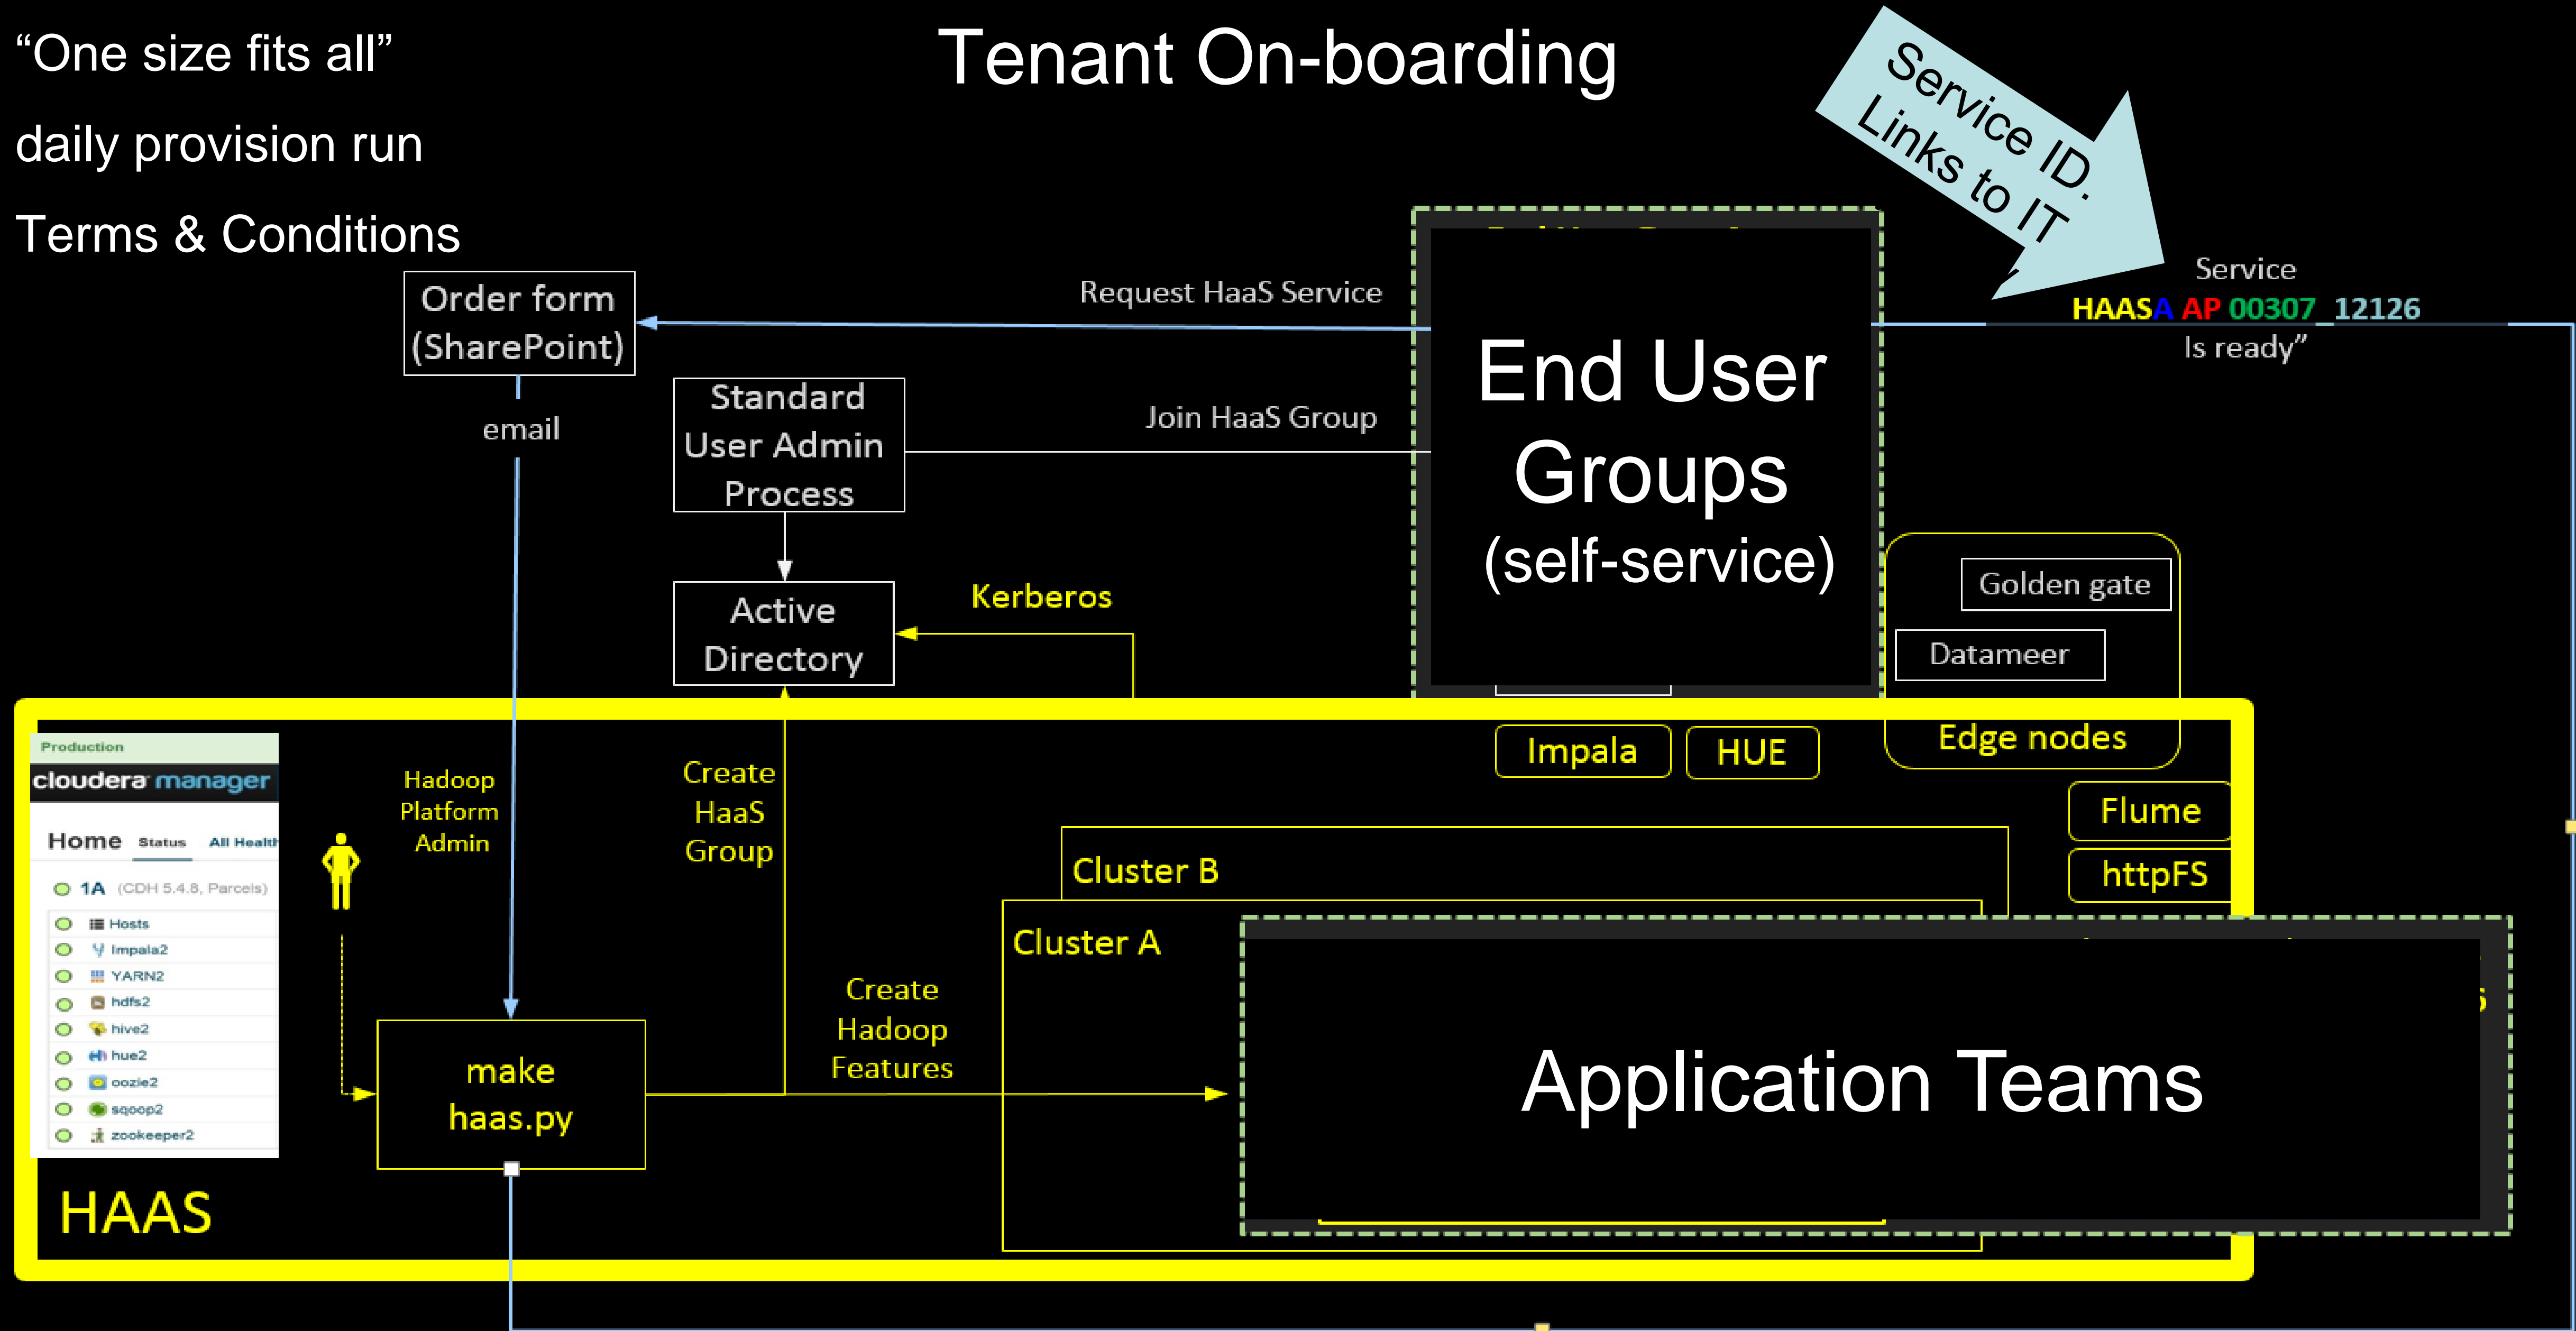 “One size fits all”
daily provision run
Terms & Conditions
Tenant On-boarding
Service ID.
Links to IT
Service
HAASA AP 00307_12126
Is ready”
Order form
(SharePoint)
Request HaaS Service
email
Standard
User Admin
Process
Join HaaS Group
End User
Groups
(self-service)
Active
Directory
Kerberos
Golden gate
Datameer
Edge nodes
Impala
HUE
Flume
httpFS
Production
cloudera manager
Home Status All Health
1A (CDH 5.4.8, Parcels)
Hosts
Impala2
YARN2
hdfs2
hive2
hue2
oozie2
sqoop2
zookeeper2
Hadoop
Platform
Admin
Create
HaaS
Group
Cluster B
Cluster A
Create
Hadoop
Features
make
haas.py
Application Teams
HAAS